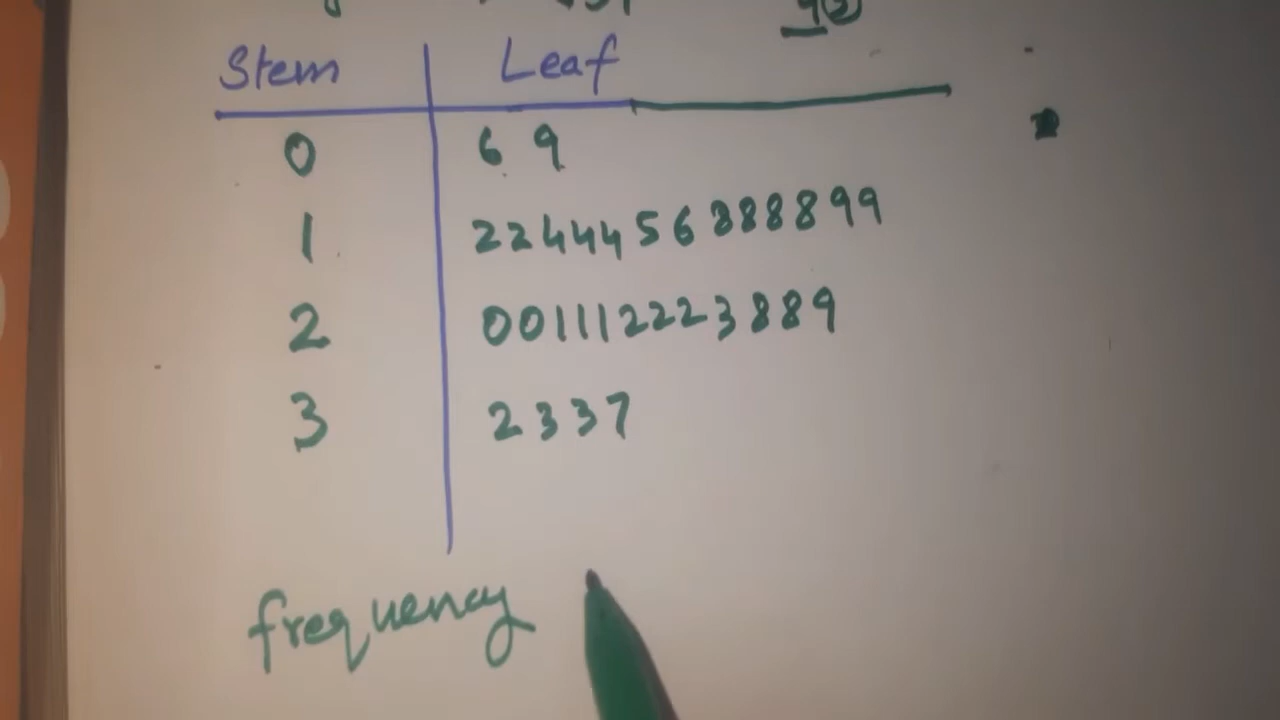 Stem Leaf
0 6 9
1 2 2 4 4 4 5 6 8 8 8 8 9 9
2 0 0 1 1 1 2 2 2 3 8 8 9
3 2 3 3 7
frequency